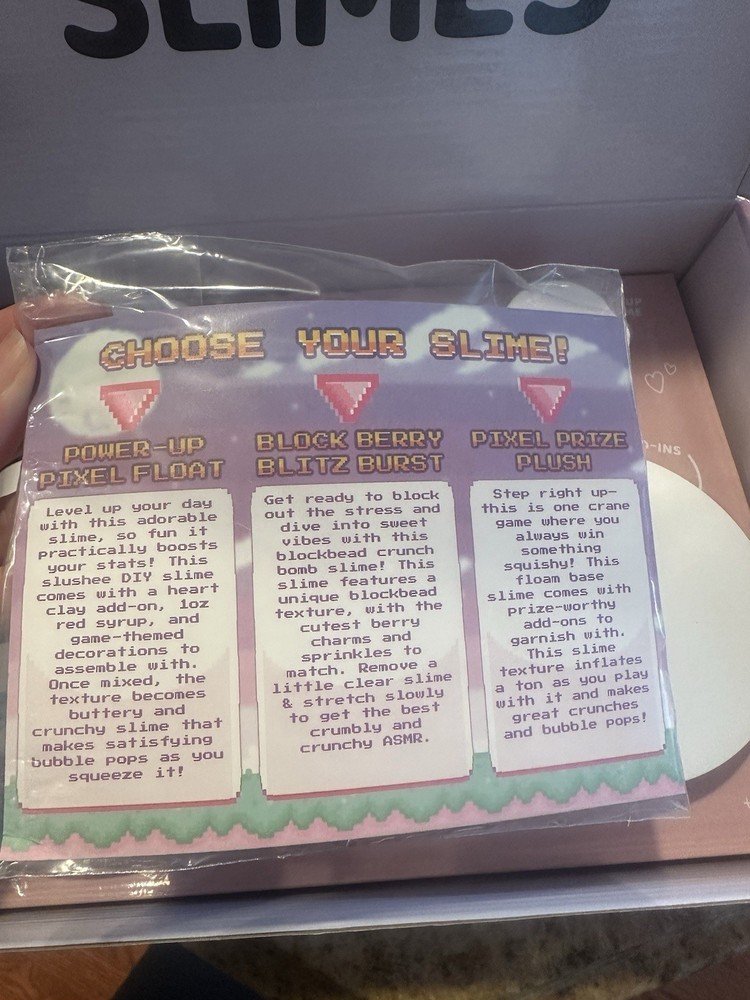 SLIMES
CHOOSE YOUR SLIME!
POWER-UP
PIXEL FLOAT
Level up your day
with this adorable
slime, so fun it
practically boosts
your stats! This
slushee DIY slime
comes with a heart
clay add-on, 1oz
red syrup, and
game-themed
decorations to
assemble with.
Once mixed, the
texture becomes
buttery and
crunchy slime that
makes satisfying
bubble pops as you
squeeze it!
BLOCK BERRY
BLITZ BURST
Get ready to block
out the stress and
dive into sweet
vibes with this
blockbead crunch
bomb slime! This
slime features a
unique blockbead
texture, with the
cutest berry
charms and
sprinkles to
match. Remove a
little clear slime
& stretch slowly
to get the best
crumbly and
crunchy ASMR.
PIXEL PRIZE
PLUSH
Step right up-
this is one crane
game where you
always win
something
squishy! This
floam base
slime comes with
prize-worthy
add-ons to
garnish with.
This slime
texture inflates
a ton as you play
with it and makes
great crunches
and bubble pops!
UP
-INS